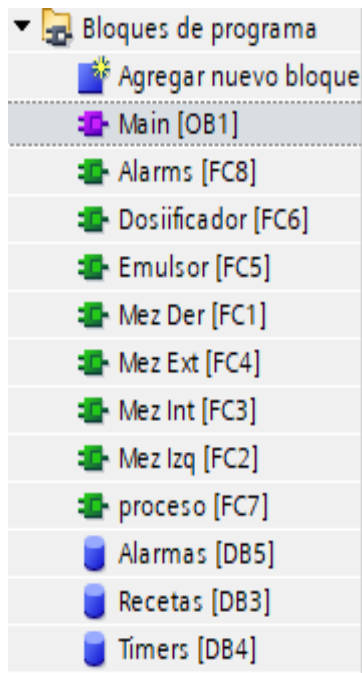 Bloques de programa
Agregar nuevo bloque
Main [OB1]
Alarms [FC8]
Dosiificador [FC6]
Emulsor [FC5]
Mez Der [FC1]
Mez Ext [FC4]
Mez Int [FC3]
Mez Izq [FC2]
proceso [FC7]
Alarmas [DB5]
Recetas [DB3]
Timers [DB4]